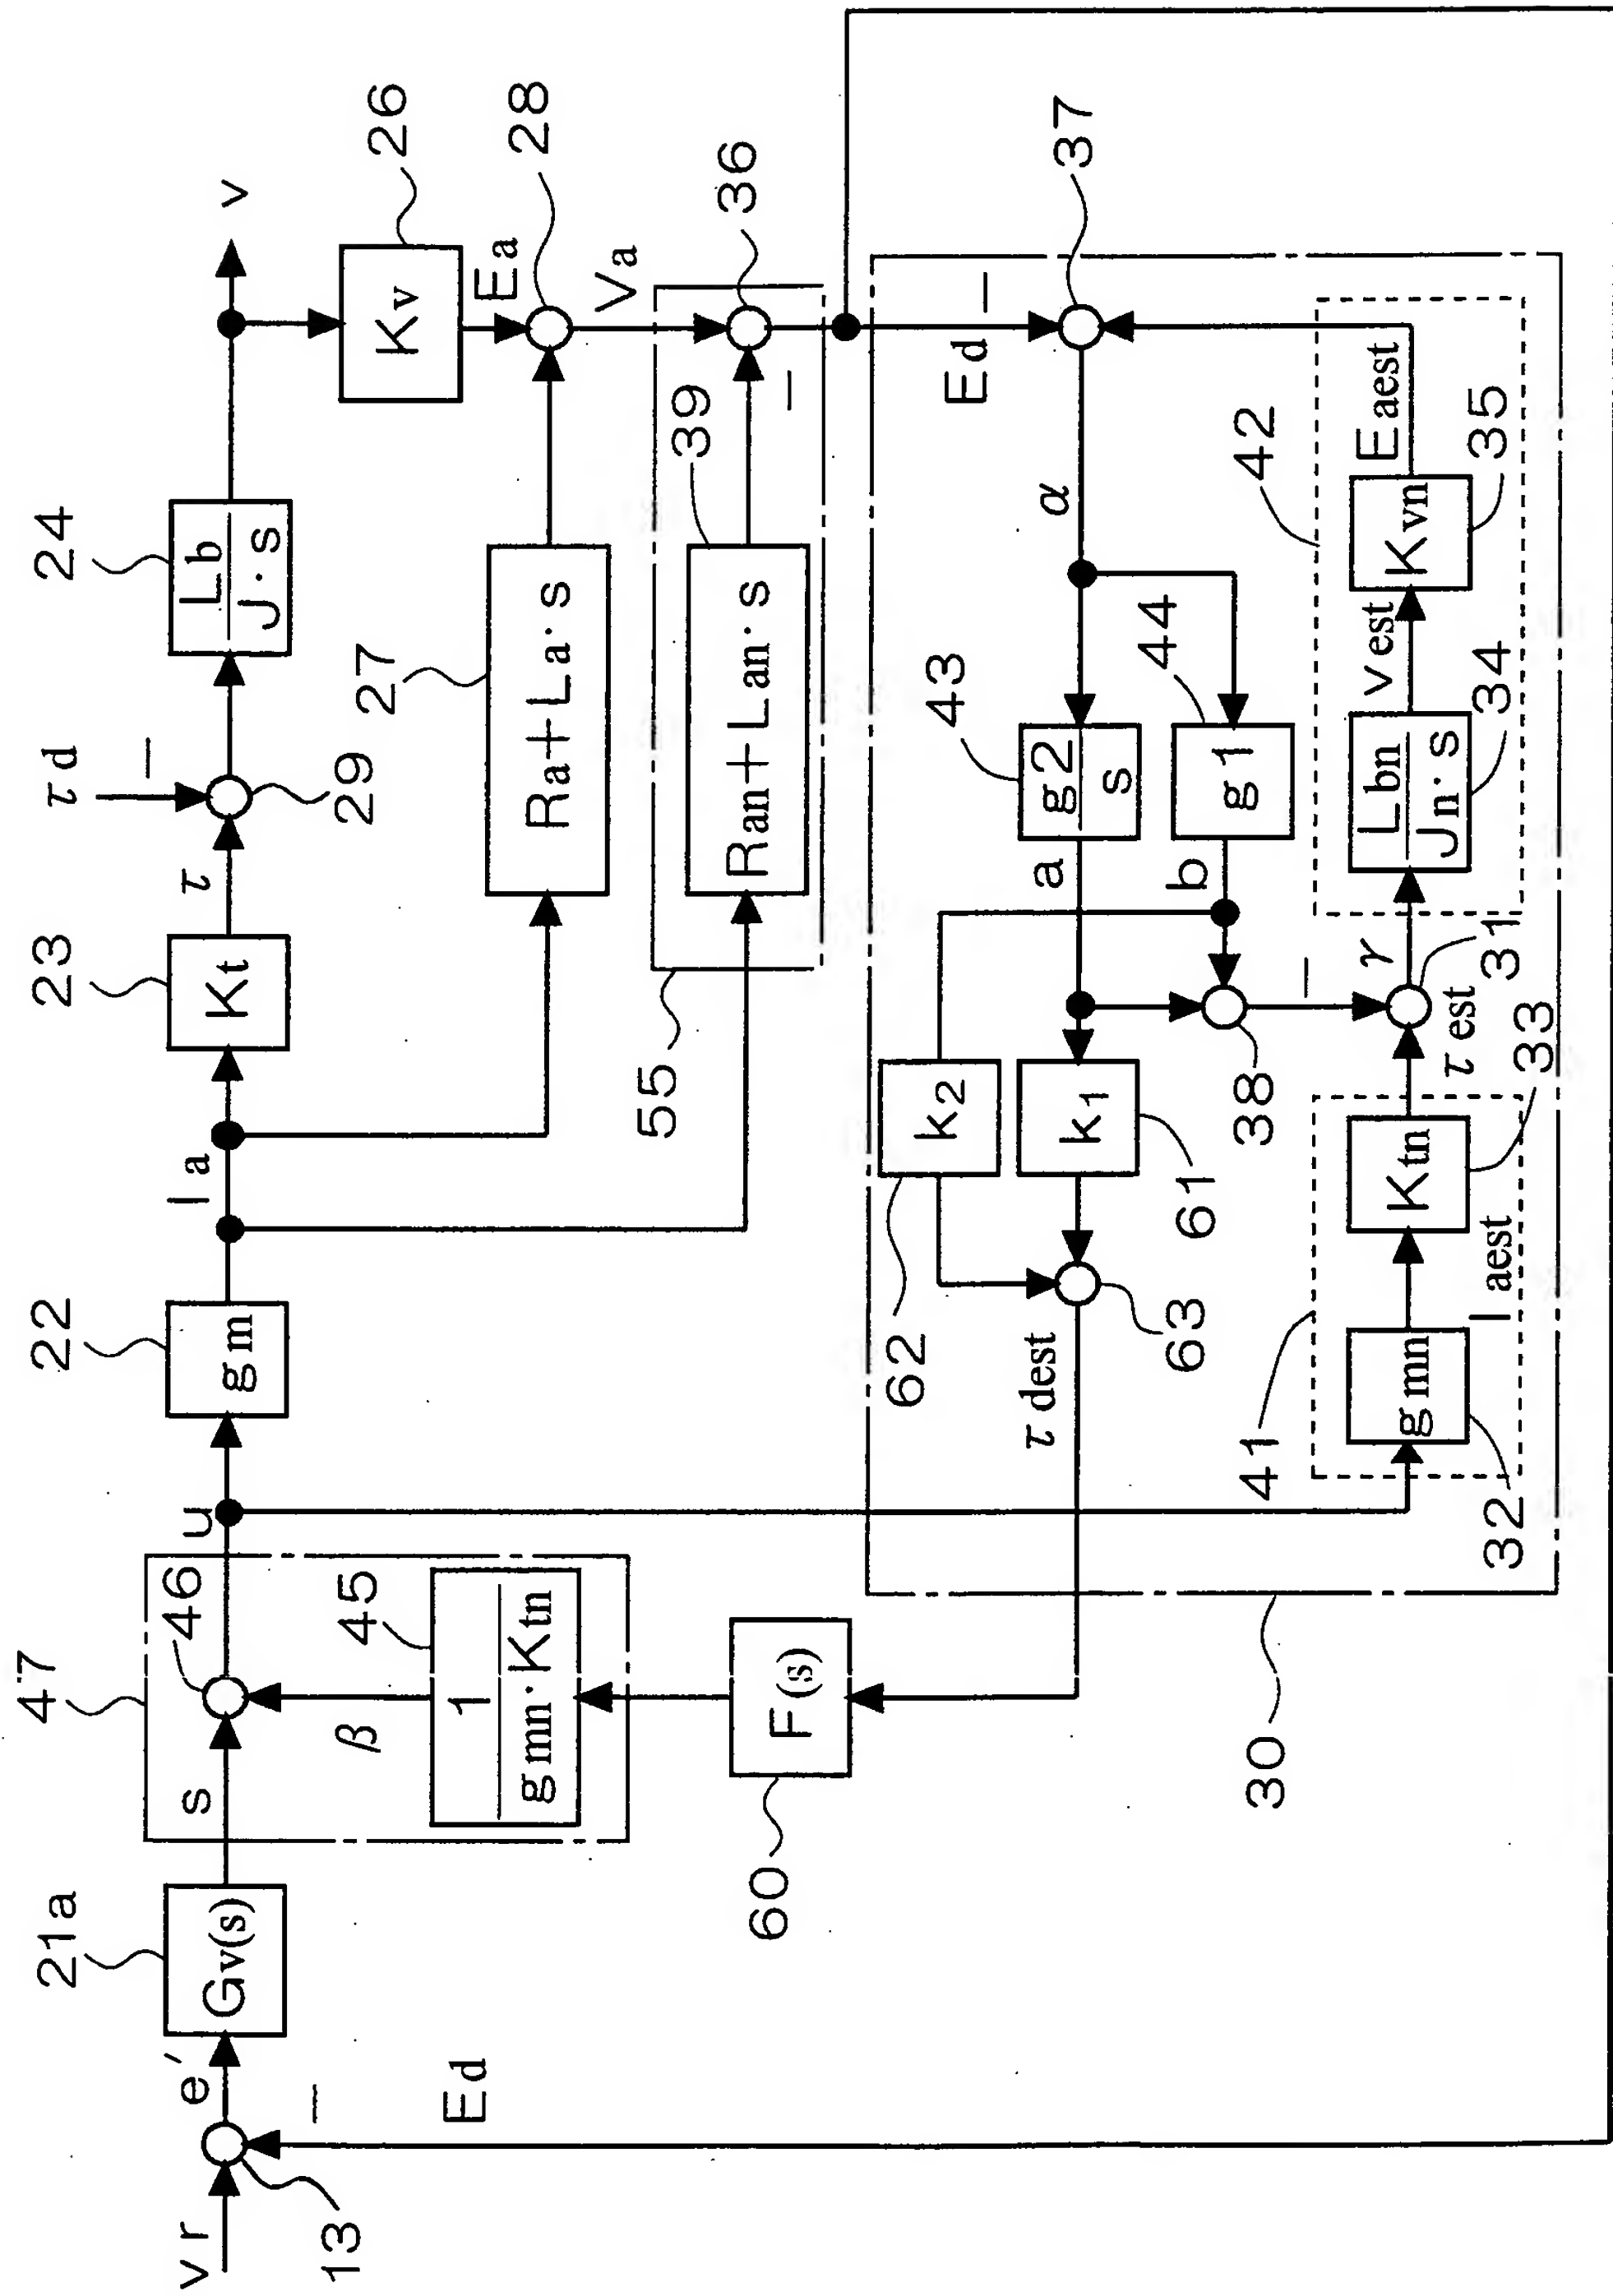 vr
13
−
Ed
e′
21a
Gv(s)
s
47
46
β
45
1
gmn·Ktn
60
F(s)
u
22
gm
Ia
23
Kt
τ
τd
−
29
24
Lb
J·s
v
26
Kv
Ea
28
27
Ra+La·s
Va
55
39
Ran+Lan·s
−
36
Ed
−
37
α
43
g2
s
44
g1
a
b
62
k2
61
k1
63
τdest
38
−
30
41
32
gmn
Iaest
33
Ktn
τest
31
γ
42
34
Lbn
Jn·s
vest
35
Kvn
Eaest